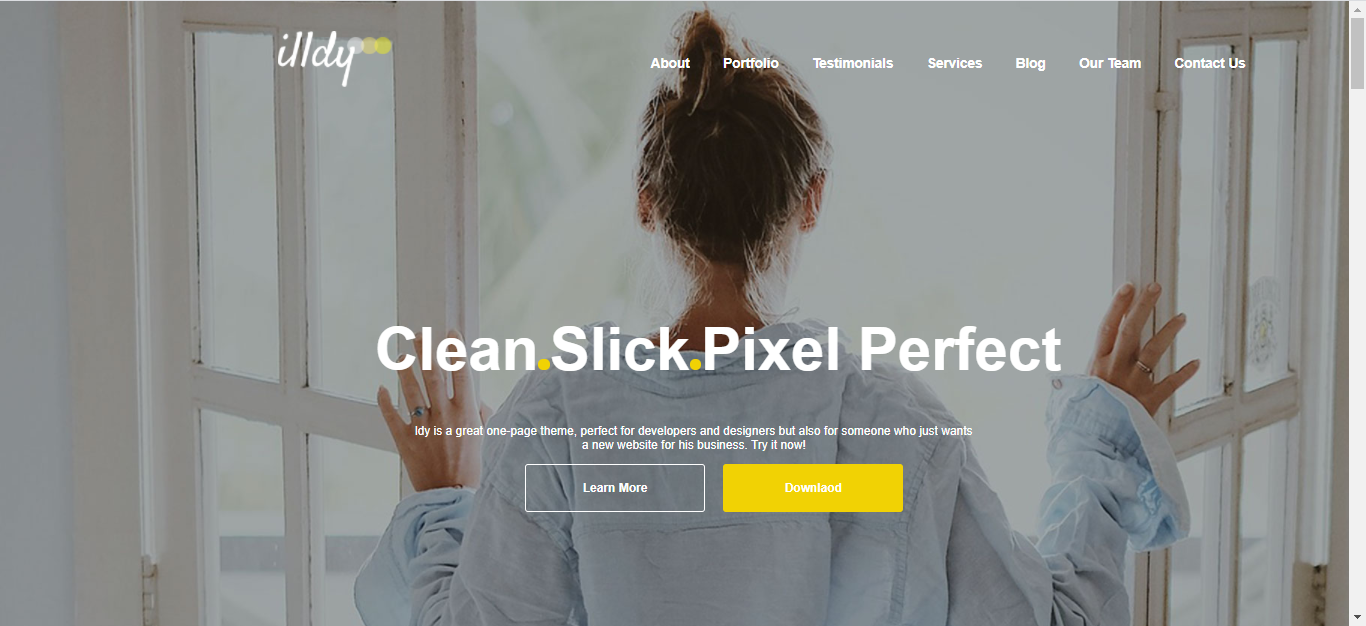 illdy
About Portfolio Testimonials Services Blog Our Team Contact Us
Clean.Slick.Pixel Perfect
ldy is a great one-page theme, perfect for developers and designers but also for someone who just wants
a new website for his business. Try it now!
Learn More Downlaod